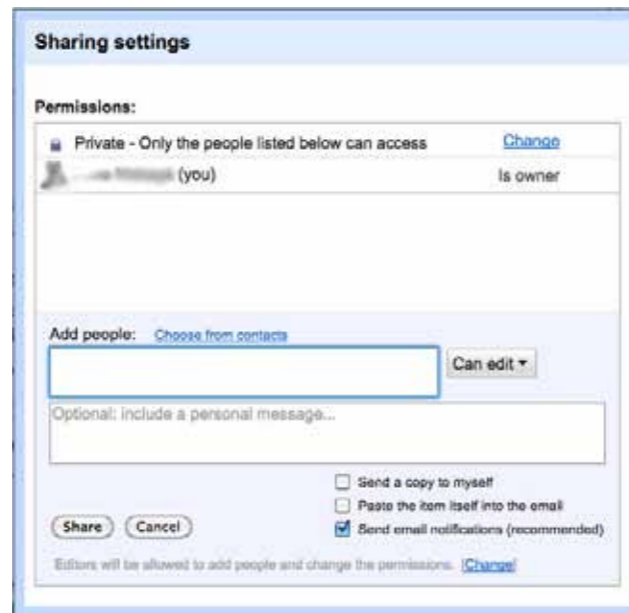 Sharing settings
Permissions:
Private - Only the people listed below can access Change
(you) Is owner
Add people: Choose from contacts
Can edit
Optional: include a personal message...
Send a copy to myself
Paste the item itself into the email
Share Cancel Send email notifications (recommended)
Editors will be allowed to add people and change the permissions. [Change]